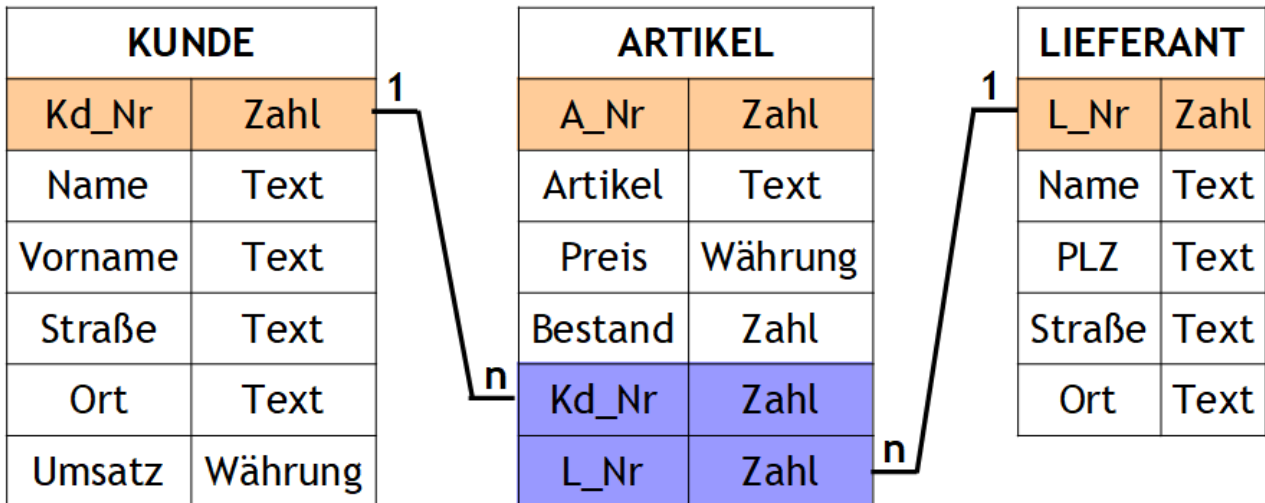 KUNDE
Kd_Nr Zahl
Name Text
Vorname Text
Straße Text
Ort Text
Umsatz Währung
1
n
ARTIKEL
A_Nr Zahl
Artikel Text
Preis Währung
Bestand Zahl
Kd_Nr Zahl
L_Nr Zahl
n
1
LIEFERANT
L_Nr Zahl
Name Text
PLZ Text
Straße Text
Ort Text